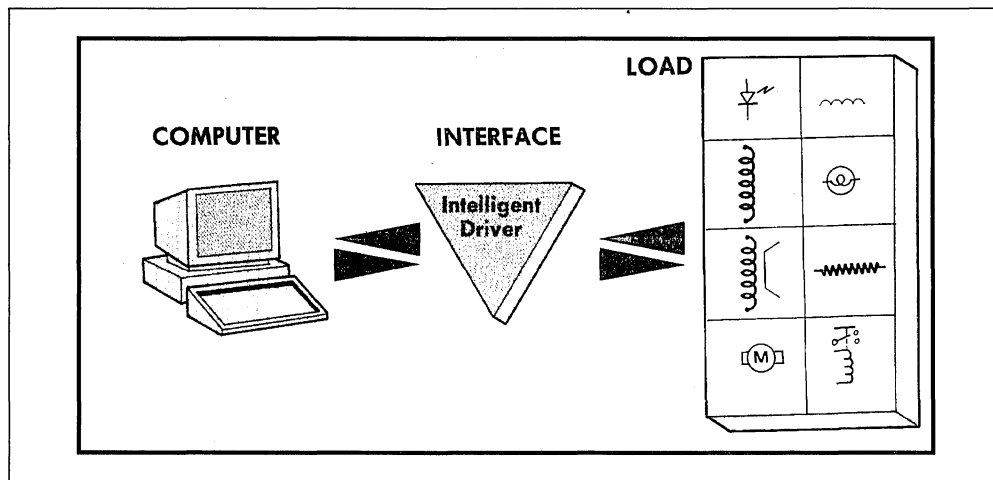 LOAD
COMPUTER
INTERFACE
Intelligent
Driver
M